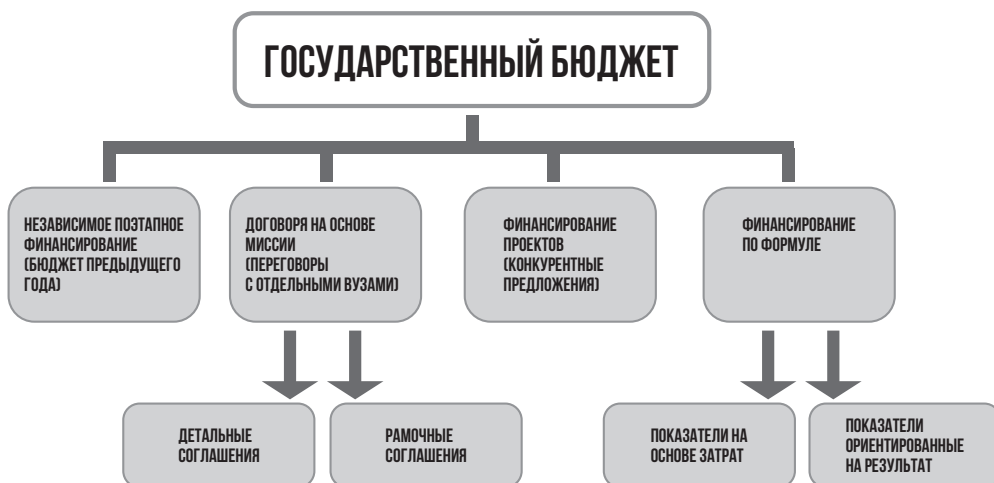 ГОСУДАРСТВЕННЫЙ БЮДЖЕТ
НЕЗАВИСИМОЕ ПОЭТАПНОЕ
ФИНАНСИРОВАНИЕ
(БЮДЖЕТ ПРЕДЫДУЩЕГО
ГОДА)
ДОГОВОРЯ НА ОСНОВЕ
МИССИИ
(ПЕРЕГОВОРЫ
С ОТДЕЛЬНЫМИ ВУЗАМИ)
ФИНАНСИРОВАНИЕ
ПРОЕКТОВ
(КОНКУРЕНТНЫЕ
ПРЕДЛОЖЕНИЯ)
ФИНАНСИРОВАНИЕ
ПО ФОРМУЛЕ
ДЕТАЛЬНЫЕ
СОГЛАШЕНИЯ
РАМОЧНЫЕ
СОГЛАШЕНИЯ
ПОКАЗАТЕЛИ НА
ОСНОВЕ ЗАТРАТ
ПОКАЗАТЕЛИ
ОРИЕНТИРОВАННЫЕ
НА РЕЗУЛЬТАТ